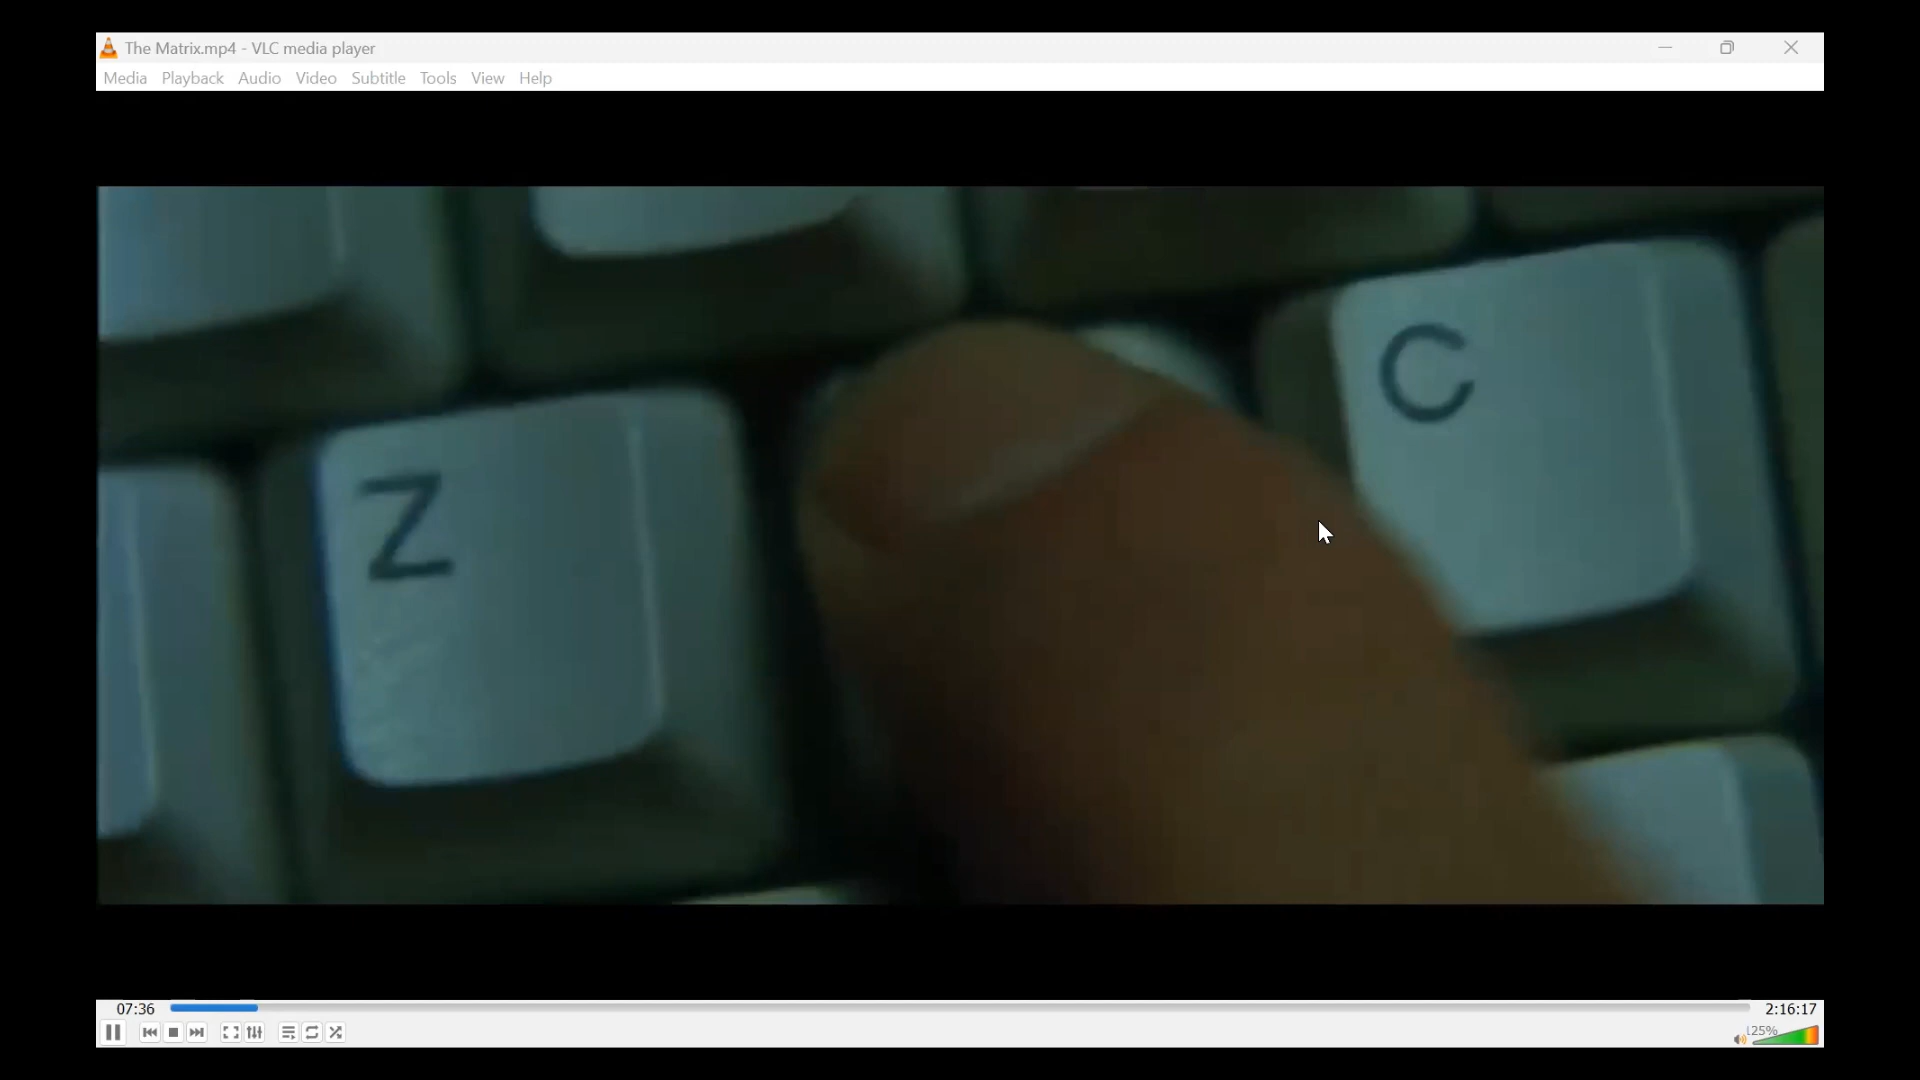 The Matrix.mp4 - VLC media player
Media Playback Audio Video Subtitle Tools View Help
C
Z
07:36 2:16:17
125%